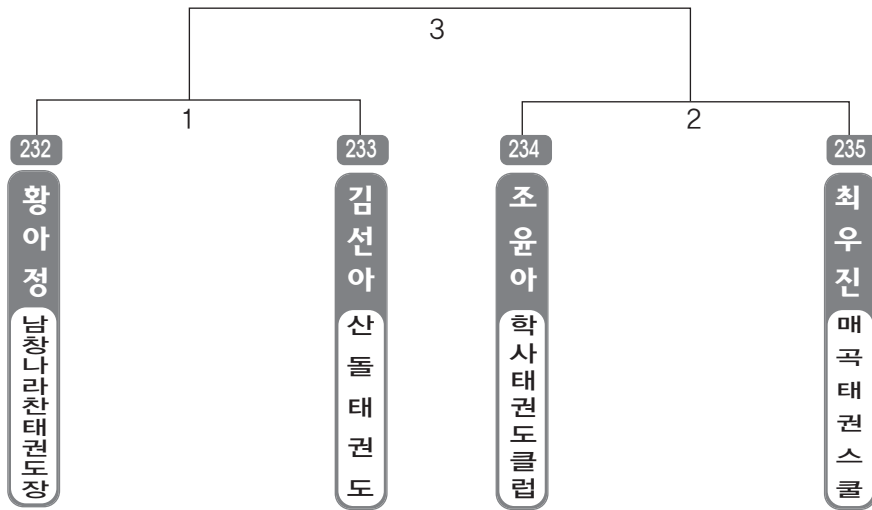 3
1
2
232
황아정
남창나라찬태권도장
233
김선아
산돌태권도
234
조윤아
학사태권도클럽
235
최우진
매곡태권스쿨